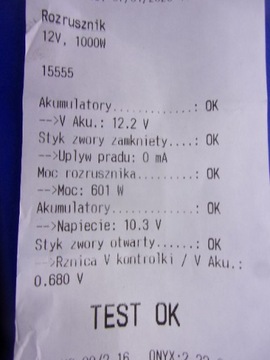 Rozrusznik
12V, 1000W
15555
Akumulatory............: OK
-->V Aku.: 12.2 V
Styk zwory zamkniety....: OK
-->Uplyw pradu: 0 mA
Moc rozrusznika.........: OK
-->Moc: 601 W
Akumulatory............: OK
-->Napiecie: 10.3 V
Styk zwory otwarty......: OK
-->Rznica V kontrolki / V Aku.:
0.680 V
TEST OK